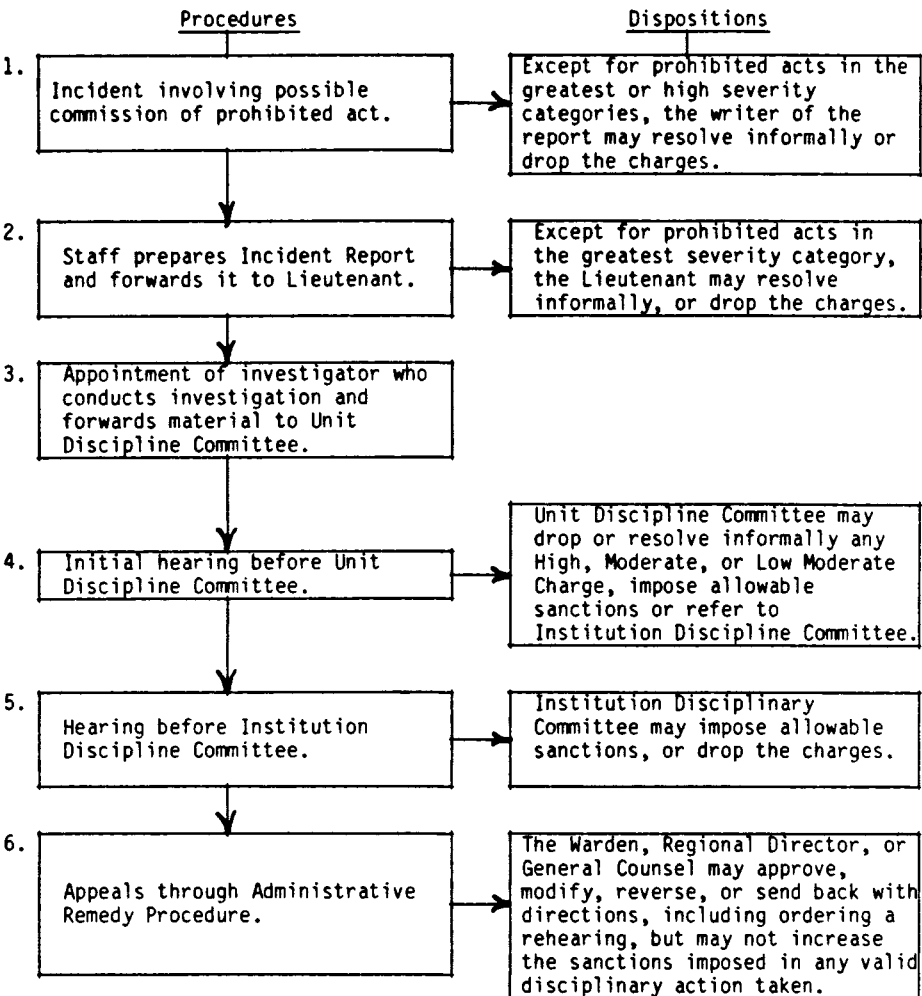 Procedures
Dispositions
1.
Incident involving possible
commission of prohibited act.
Except for prohibited acts in the
greatest or high severity
categories, the writer of the
report may resolve informally or
drop the charges.
2.
Staff prepares Incident Report
and forwards it to Lieutenant.
Except for prohibited acts in
the greatest severity category,
the Lieutenant may resolve
informally, or drop the charges.
3.
Appointment of investigator who
conducts investigation and
forwards material to Unit
Discipline Committee.
4.
Initial hearing before Unit
Discipline Committee.
Unit Discipline Committee may
drop or resolve informally any
High, Moderate, or Low Moderate
Charge, impose allowable
sanctions or refer to
Institution Discipline Committee.
5.
Hearing before Institution
Discipline Committee.
Institution Disciplinary
Committee may impose allowable
sanctions, or drop the charges.
6.
Appeals through Administrative
Remedy Procedure.
The Warden, Regional Director, or
General Counsel may approve,
modify, reverse, or send back with
directions, including ordering a
rehearing, but may not increase
the sanctions imposed in any valid
disciplinary action taken.